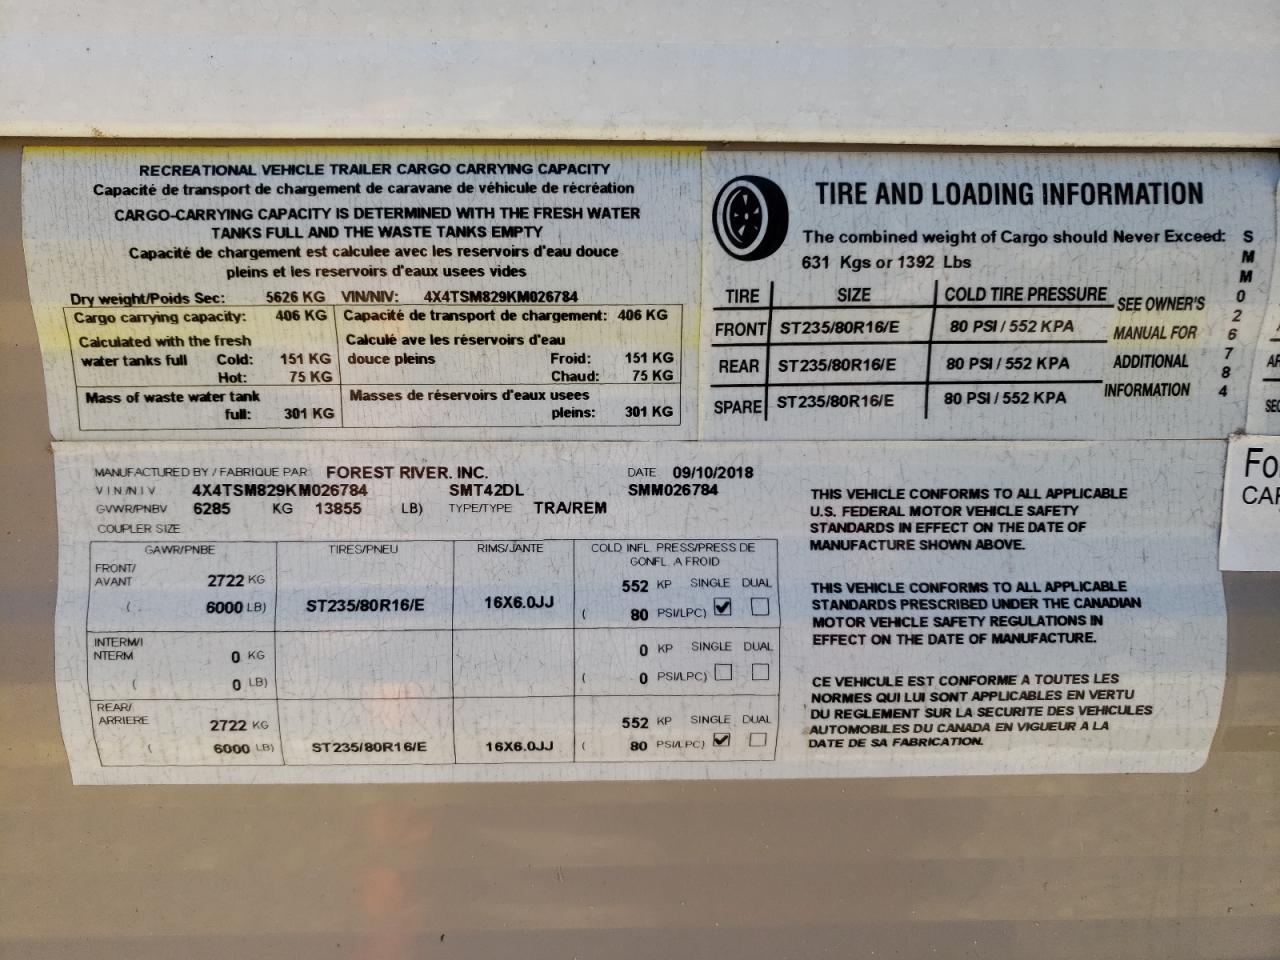 RECREATIONAL VEHICLE TRAILER CARGO CARRYING CAPACITY
Capacité de transport de chargement de caravane de véhicule de récréation
CARGO-CARRYING CAPACITY IS DETERMINED WITH THE FRESH WATER
TANKS FULL AND THE WASTE TANKS EMPTY
Capacité de chargement est calculee avec les reservoirs d'eau douce
pleins et les reservoirs d'eaux usees vides
Dry weight/Poids Sec: 5626 KG VIN/NIV: 4X4TSM829KM026784
Cargo carrying capacity: 406 KG Capacité de transport de chargement: 406 KG
Calculated with the fresh Calculé ave les réservoirs d'eau
water tanks full Cold: 151 KG douce pleins Froid: 151 KG
Hot: 75 KG Chaud: 75 KG
Mass of waste water tank Masses de réservoirs d'eaux usees
full: 301 KG pleins: 301 KG
TIRE AND LOADING INFORMATION
The combined weight of Cargo should Never Exceed:
631 Kgs or 1392 Lbs
TIRE SIZE COLD TIRE PRESSURE
FRONT ST235/80R16/E 80 PSI / 552 KPA
REAR ST235/80R16/E 80 PSI / 552 KPA
SPARE ST235/80R16/E 80 PSI / 552 KPA
SEE OWNER'S
MANUAL FOR
ADDITIONAL
INFORMATION
SMM026784
MANUFACTURED BY / FABRIQUE PAR: FOREST RIVER, INC. DATE 09/10/2018
VIN/NIV 4X4TSM829KM026784 SMT42DL SMM026784
GVWR/PNBV 6285 KG 13855 LB) TYPE/TYPE TRA/REM
COUPLER SIZE
GAWR/PNBE TIRES/PNEU RIMS/JANTE COLD INFL. PRESS/PRESS DE
GONFL. A FROID
FRONT/
AVANT 2722 KG 552 KP SINGLE DUAL
( 6000 LB) ST235/80R16/E 16X6.0JJ ( 80 PSI/LPC) ☑ ☐
INTERM/I
NTERM 0 KG 0 KP SINGLE DUAL
( 0 LB) ( 0 PSI/LPC) ☐ ☐
REAR/
ARRIERE 2722 KG 552 KP SINGLE DUAL
( 6000 LB) ST235/80R16/E 16X6.0JJ ( 80 PSI/LPC) ☑ ☐
THIS VEHICLE CONFORMS TO ALL APPLICABLE
U.S. FEDERAL MOTOR VEHICLE SAFETY
STANDARDS IN EFFECT ON THE DATE OF
MANUFACTURE SHOWN ABOVE.
THIS VEHICLE CONFORMS TO ALL APPLICABLE
STANDARDS PRESCRIBED UNDER THE CANADIAN
MOTOR VEHICLE SAFETY REGULATIONS IN
EFFECT ON THE DATE OF MANUFACTURE.
CE VEHICULE EST CONFORME A TOUTES LES
NORMES QUI LUI SONT APPLICABLES EN VERTU
DU REGLEMENT SUR LA SECURITE DES VEHICULES
AUTOMOBILES DU CANADA EN VIGUEUR A LA
DATE DE SA FABRICATION.